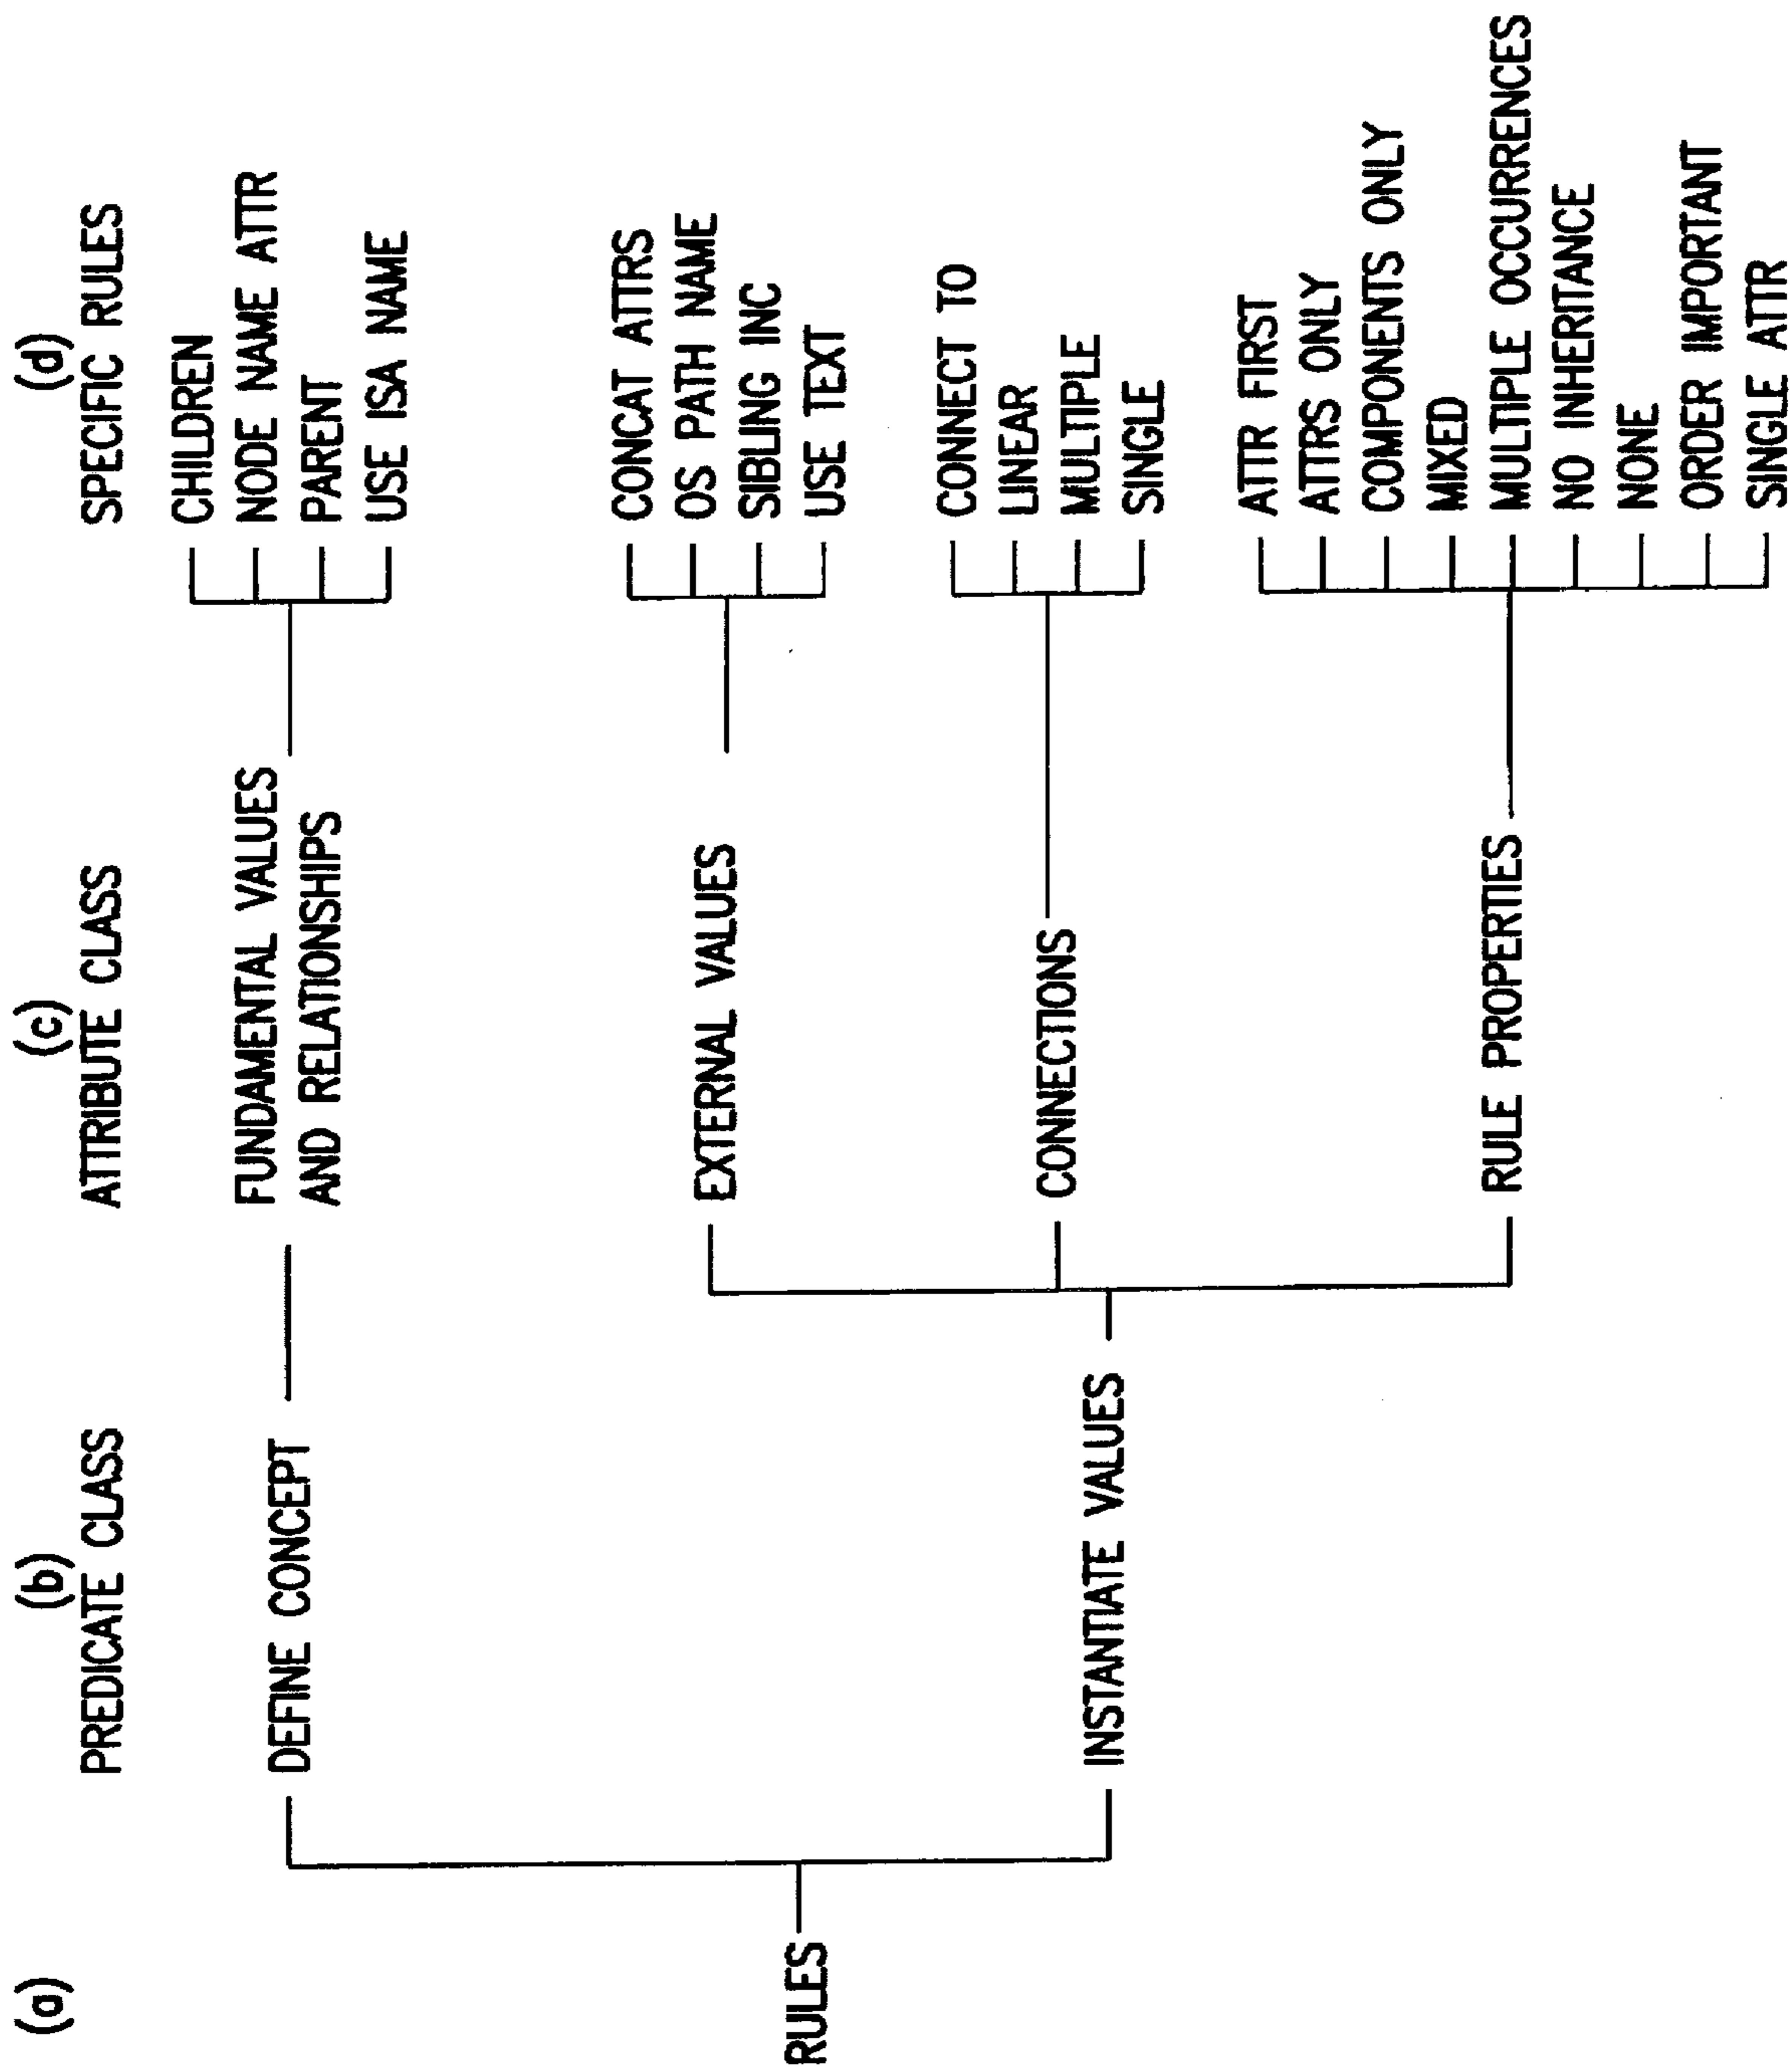 (a)
(b)
PREDICATE CLASS
(c)
ATTRIBUTE CLASS
(d)
SPECIFIC RULES
RULES
DEFINE CONCEPT
FUNDAMENTAL VALUES
AND RELATIONSHIPS
CHILDREN
NODE NAME ATTR
PARENT
USE ISA NAME
INSTANTIATE VALUES
EXTERNAL VALUES
CONCAT ATTRS
OS PATH NAME
SIBLING INC
USE TEXT
CONNECTIONS
CONNECT TO
LINEAR
MULTIPLE
SINGLE
RULE PROPERTIES
ATTR FIRST
ATTRS ONLY
COMPONENTS ONLY
MIXED
MULTIPLE OCCURRENCES
NO INHERITANCE
NONE
ORDER IMPORTANT
SINGLE ATTR